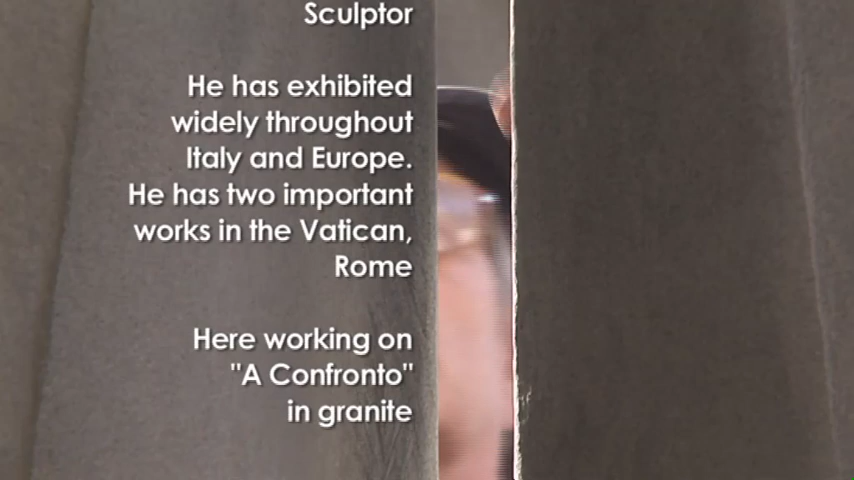 Sculptor
He has exhibited
widely throughout
Italy and Europe.
He has two important
works in the Vatican,
Rome
Here working on
"A Confronto"
in granite